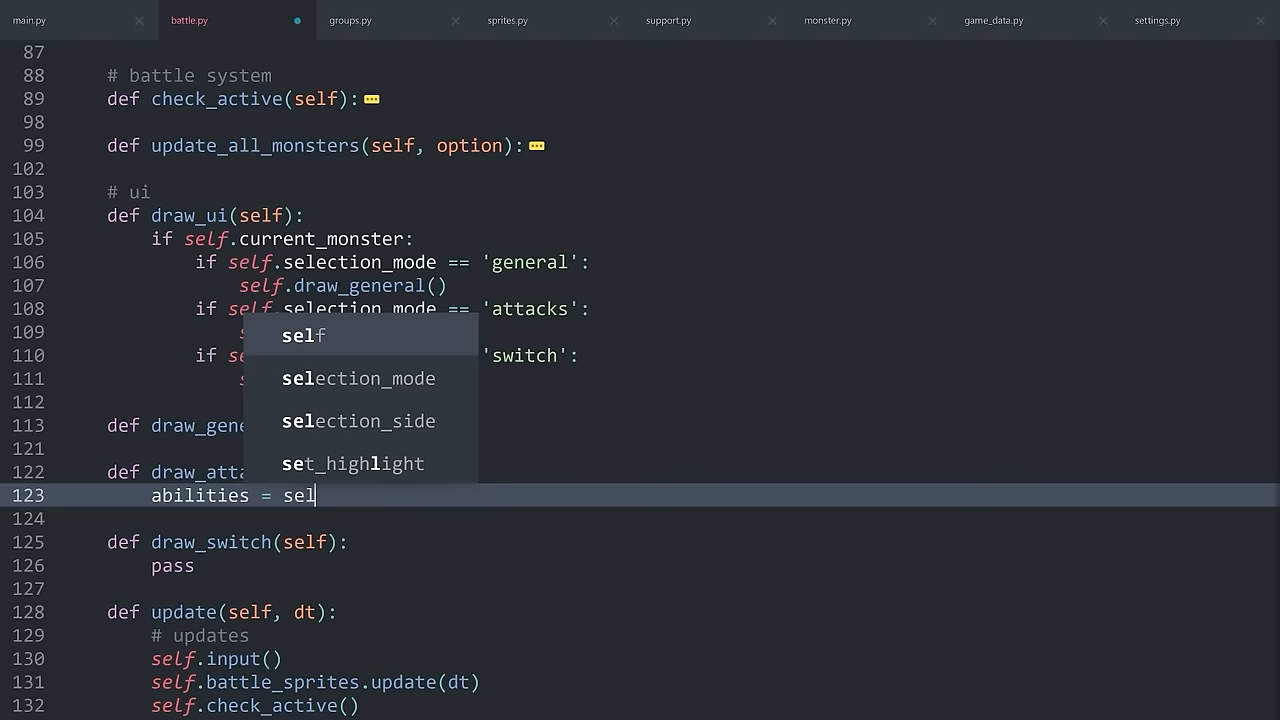 main.py battle.py groups.py sprites.py support.py monster.py game_data.py settings.py
87
88 # battle system
89 def check_active(self):
98
99 def update_all_monsters(self, option):
102
103 # ui
104 def draw_ui(self):
105 if self.current_monster:
106 if self.selection_mode == 'general':
107 self.draw_general()
108 if self.selection_mode == 'attacks':
109 s
self
110 if se 'switch':
111 s
selection_mode
112
113 def draw_gene
selection_side
121
set_highlight
122 def draw_atta
123 abilities = sel
124
125 def draw_switch(self):
126 pass
127
128 def update(self, dt):
129 # updates
130 self.input()
131 self.battle_sprites.update(dt)
132 self.check_active()